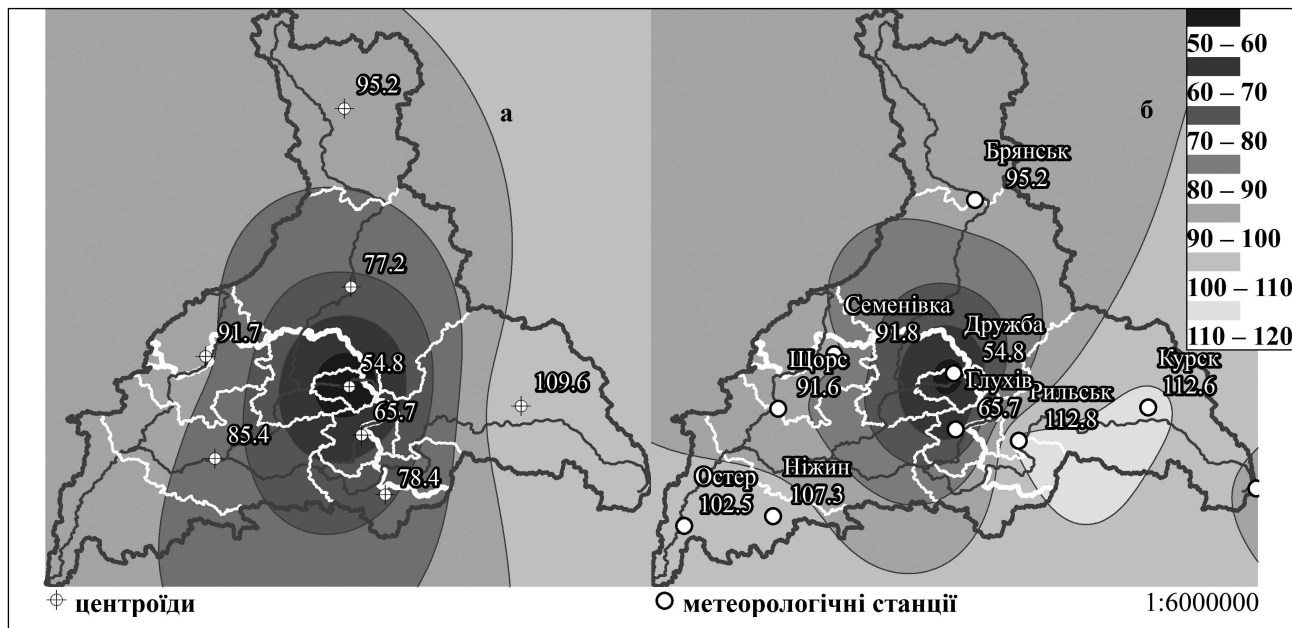 а
95.2
77.2
91.7
54.8
65.7
109.6
85.4
78.4
б
Брянськ
95.2
Семенівка
91.8
Дружба
54.8
Щорс
91.6
Глухів
65.7
Рильськ
112.8
Курск
112.6
Остер
102.5
Ніжин
107.3
50 – 60
60 – 70
70 – 80
80 – 90
90 – 100
100 – 110
110 – 120
центроїди
метеорологічні станції
1:6000000